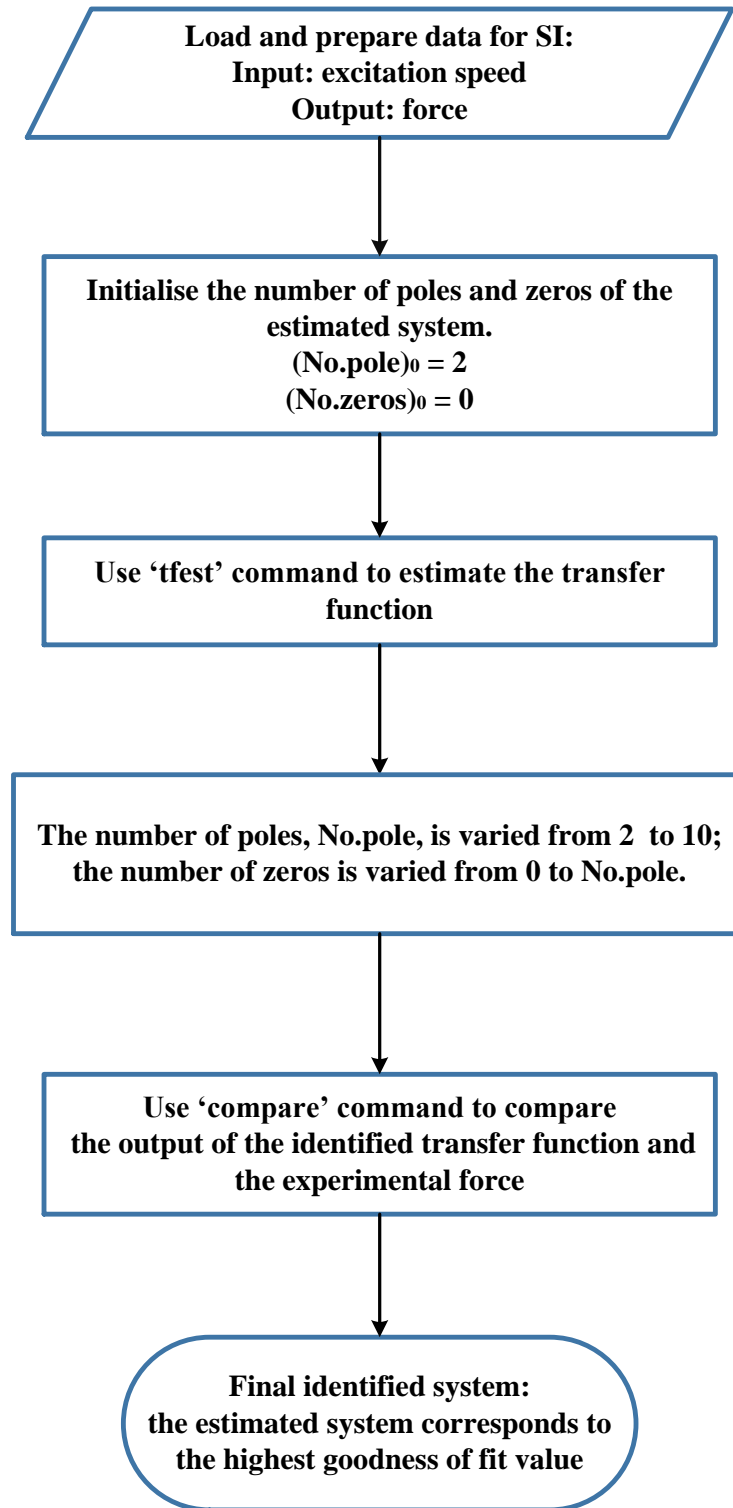 Load and prepare data for SI:
Input: excitation speed
Output: force
Initialise the number of poles and zeros of the
estimated system.
(No.pole)₀ = 2
(No.zeros)₀ = 0
Use ‘tfest’ command to estimate the transfer
function
The number of poles, No.pole, is varied from 2 to 10;
the number of zeros is varied from 0 to No.pole.
Use ‘compare’ command to compare
the output of the identified transfer function and
the experimental force
Final identified system:
the estimated system corresponds to
the highest goodness of fit value